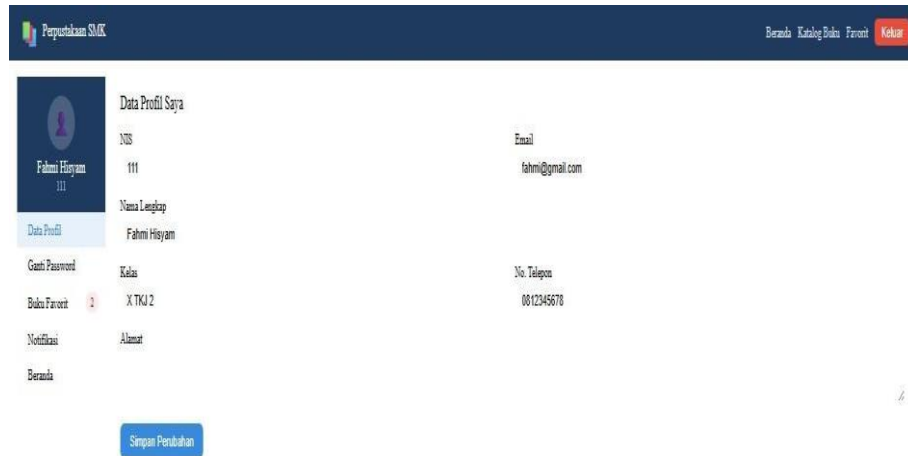 Perpustakaan SMK
Beranda Katalog Buku Favorit Keluar
Fahmi Hisyam
111
Data Profil
Ganti Password
Buku Favorit 2
Notifikasi
Beranda
Data Profil Saya
NIS
111
Email
fahmi@gmail.com
Nama Lengkap
Fahmi Hisyam
Kelas
X TKJ 2
No. Telepon
0812345678
Alamat
Simpan Perubahan